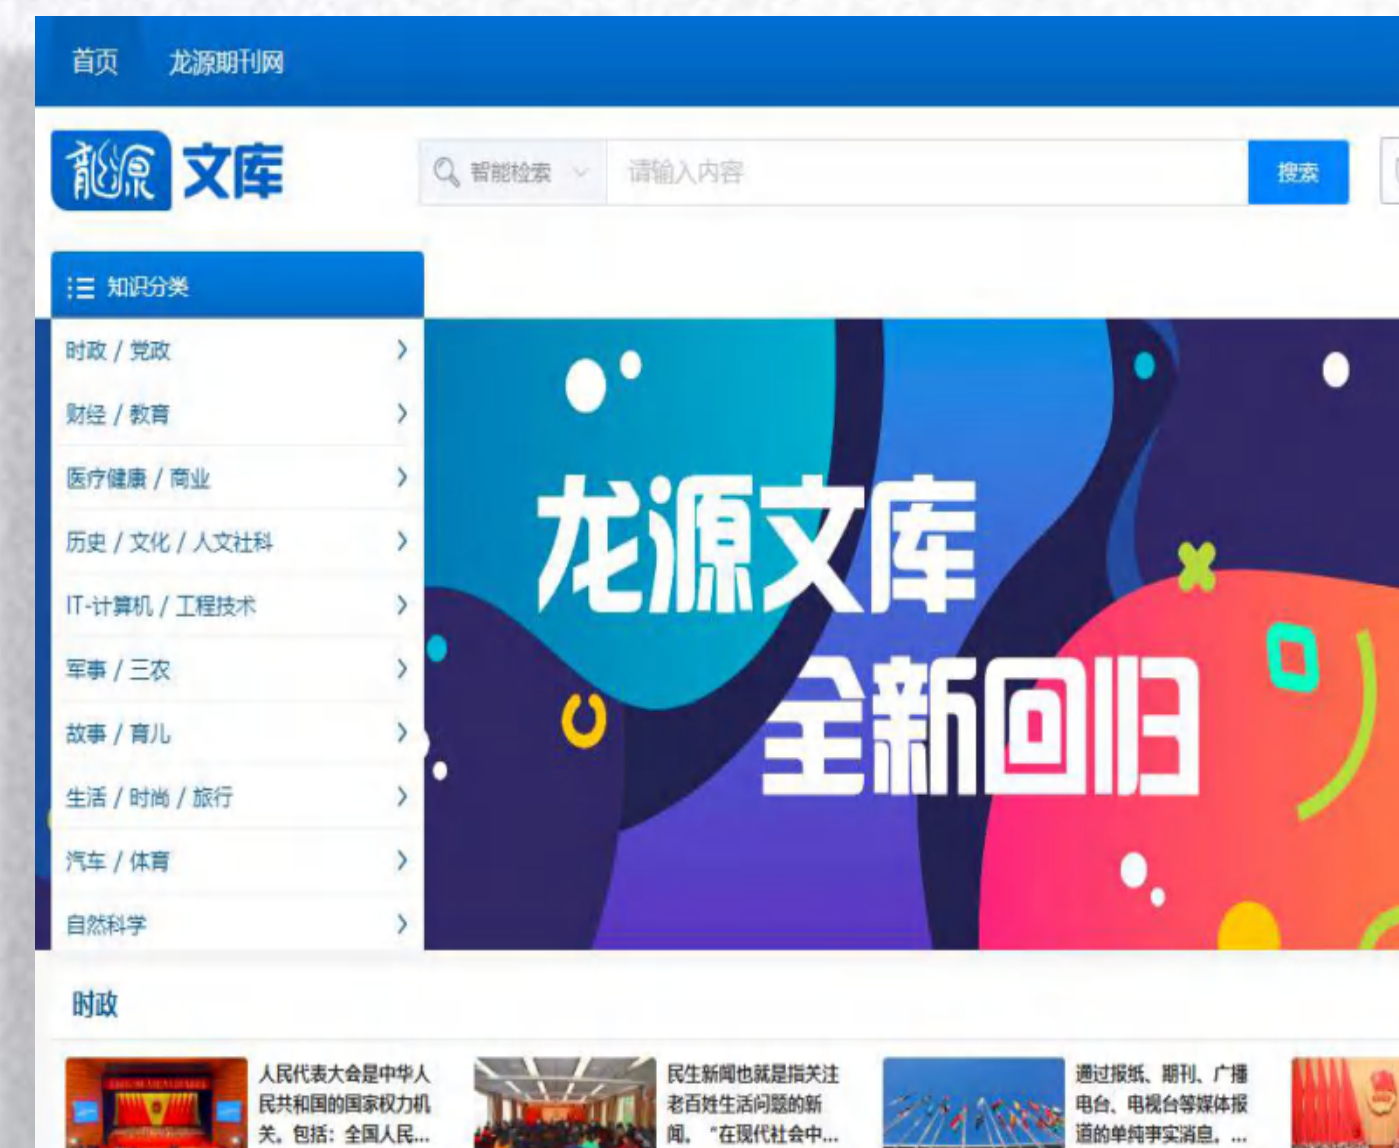 首页 龙源期刊网
龍源 文库
智能检索 请输入内容 搜索
知识分类
时政 / 党政
财经 / 教育
医疗健康 / 商业
历史 / 文化 / 人文社科
IT-计算机 / 工程技术
军事 / 三农
故事 / 育儿
生活 / 时尚 / 旅行
汽车 / 体育
自然科学
龙源文库
全新回归
时政
人民代表大会是中华人
民共和国的国家权力机
关。包括：全国人民...
民生新闻也就是指关注
老百姓生活问题的新
闻。“在现代社会中...
通过报纸、期刊、广播
电台、电视台等媒体报
道的单纯事实消息。...